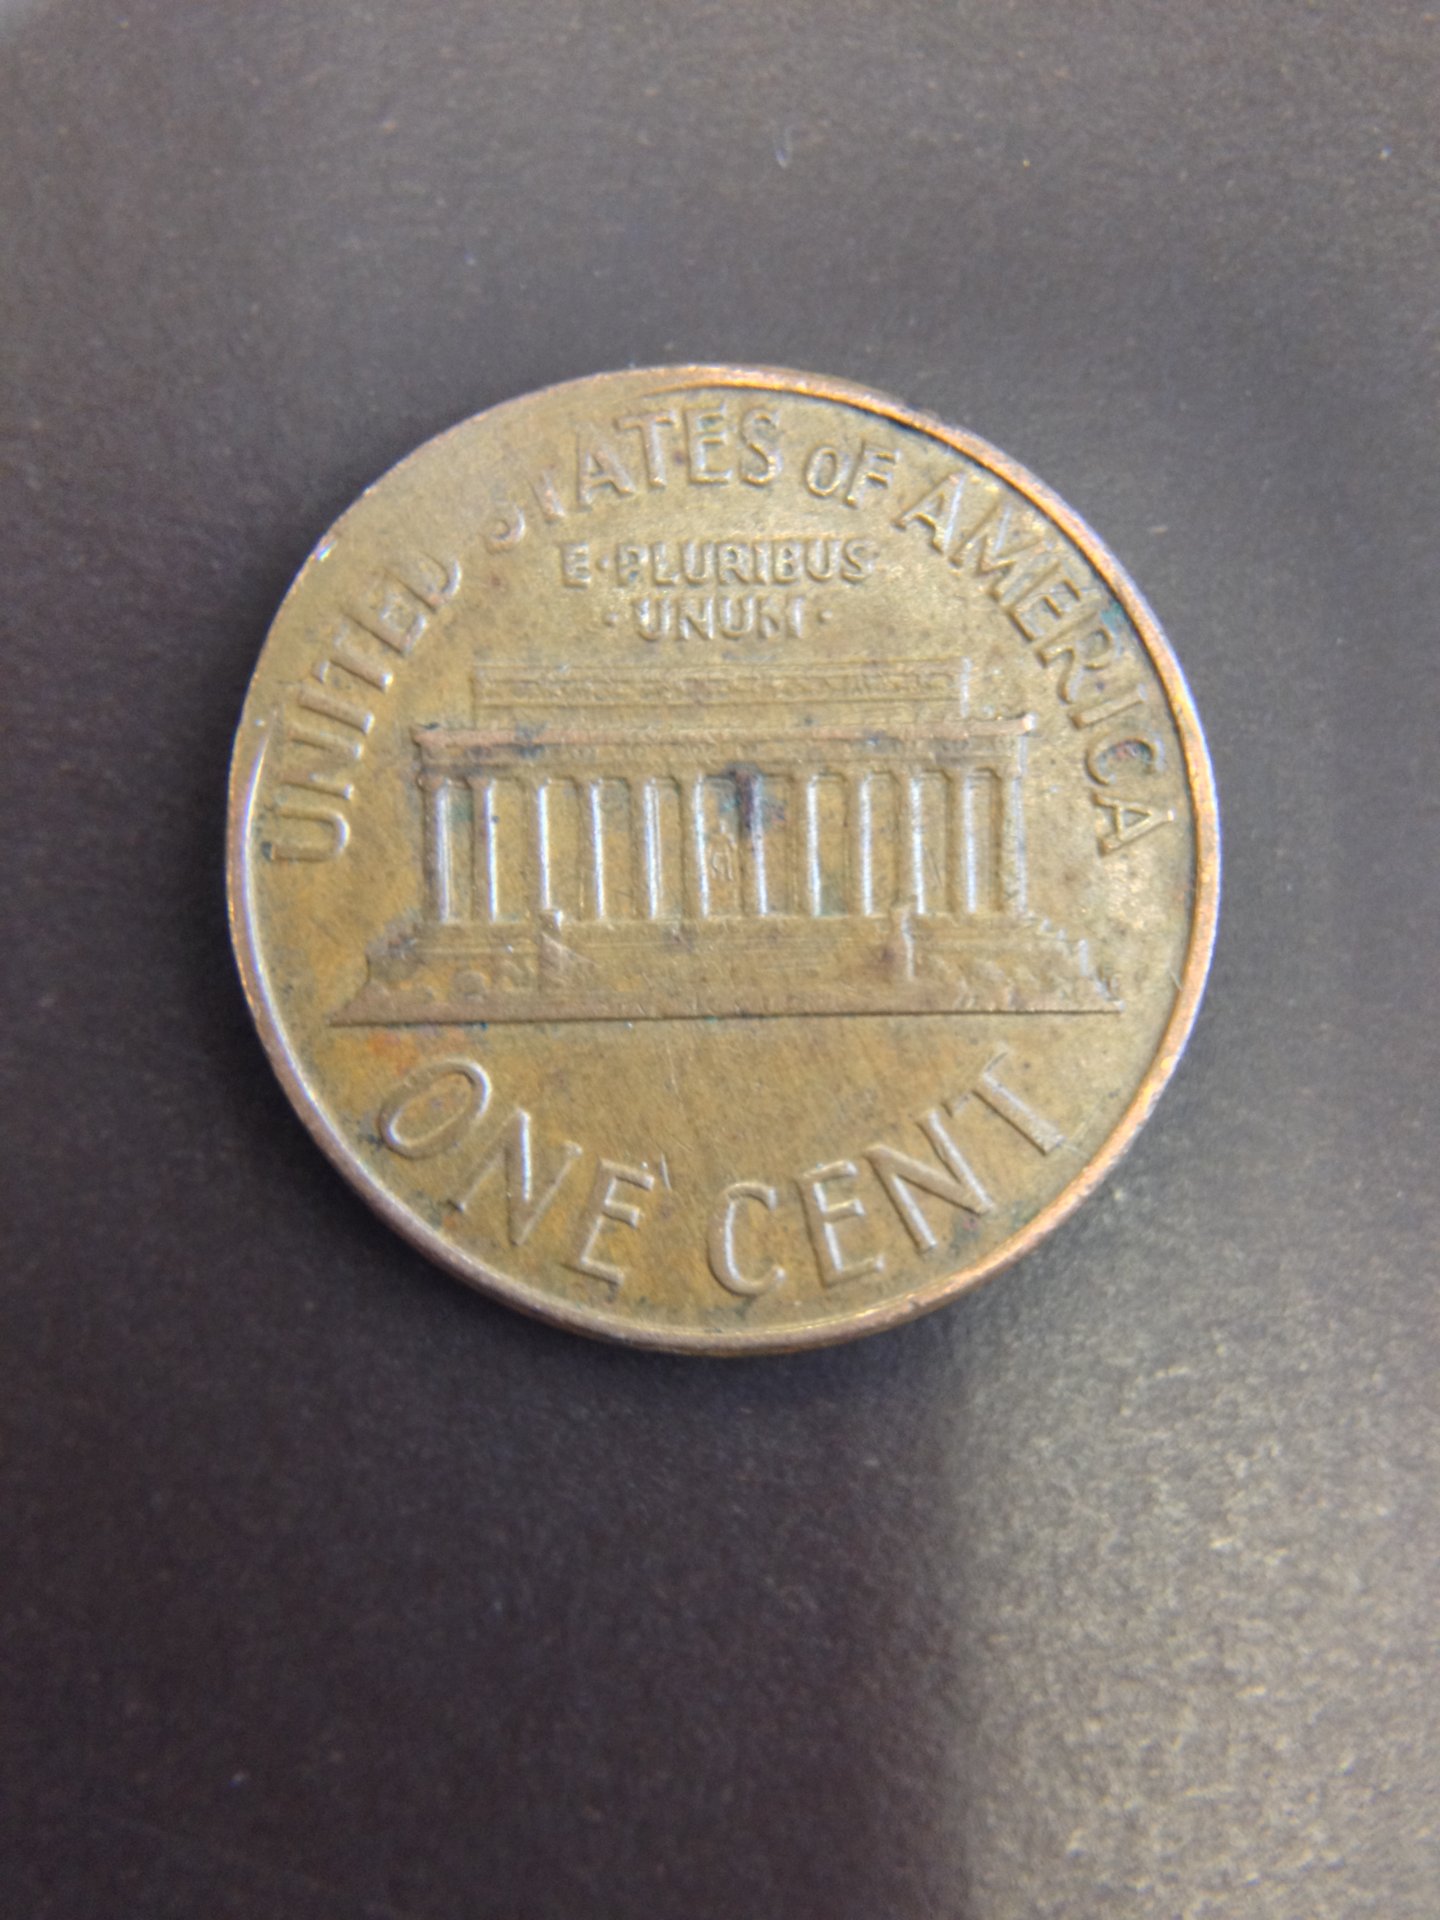 UNITED STATES OF AMERICA
E·PLURIBUS
·UNUM·
ONE CENT